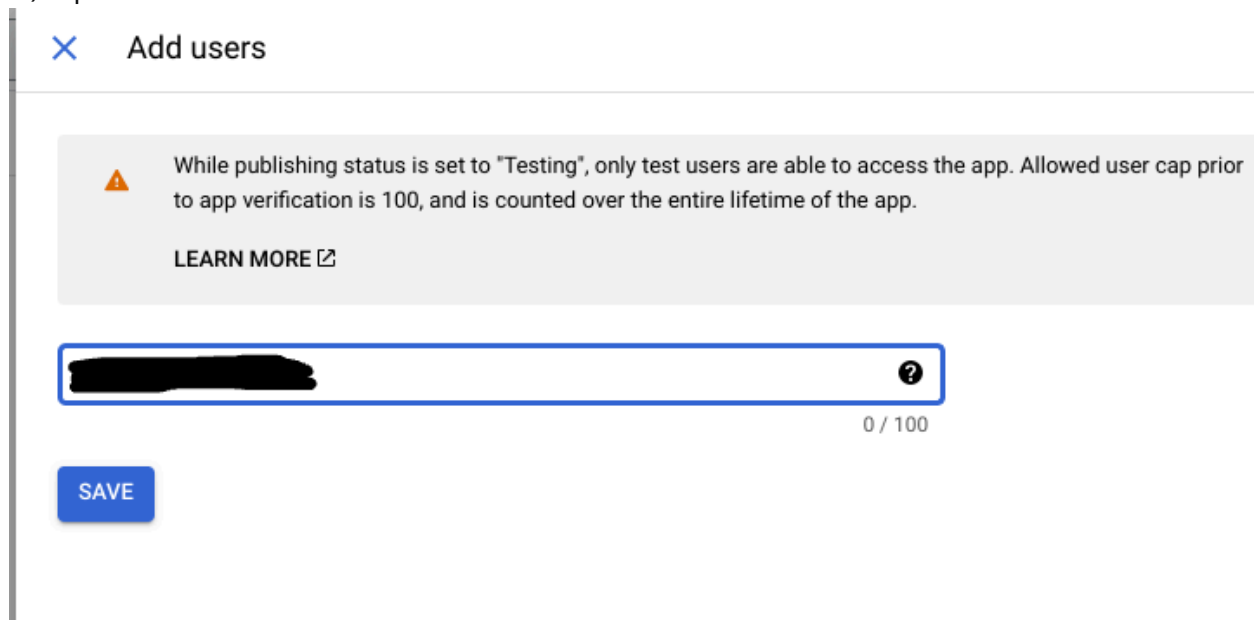 Add users
While publishing status is set to "Testing", only test users are able to access the app. Allowed user cap prior
to app verification is 100, and is counted over the entire lifetime of the app.
LEARN MORE
0 / 100
SAVE